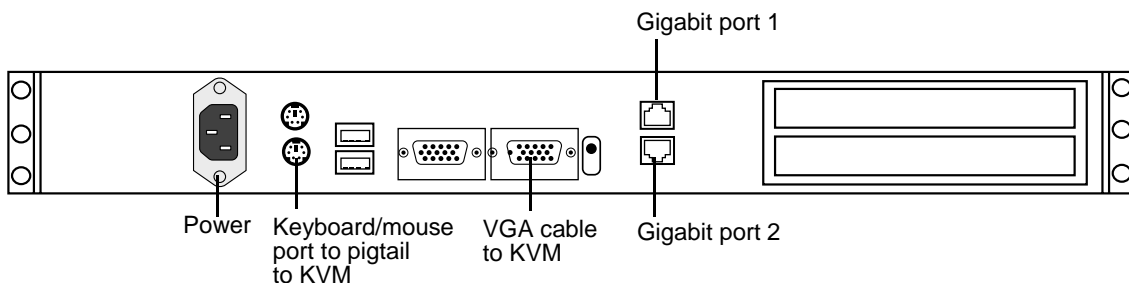 Gigabit port 1
Power
Keyboard/mouse
port to pigtail
to KVM
VGA cable
to KVM
Gigabit port 2